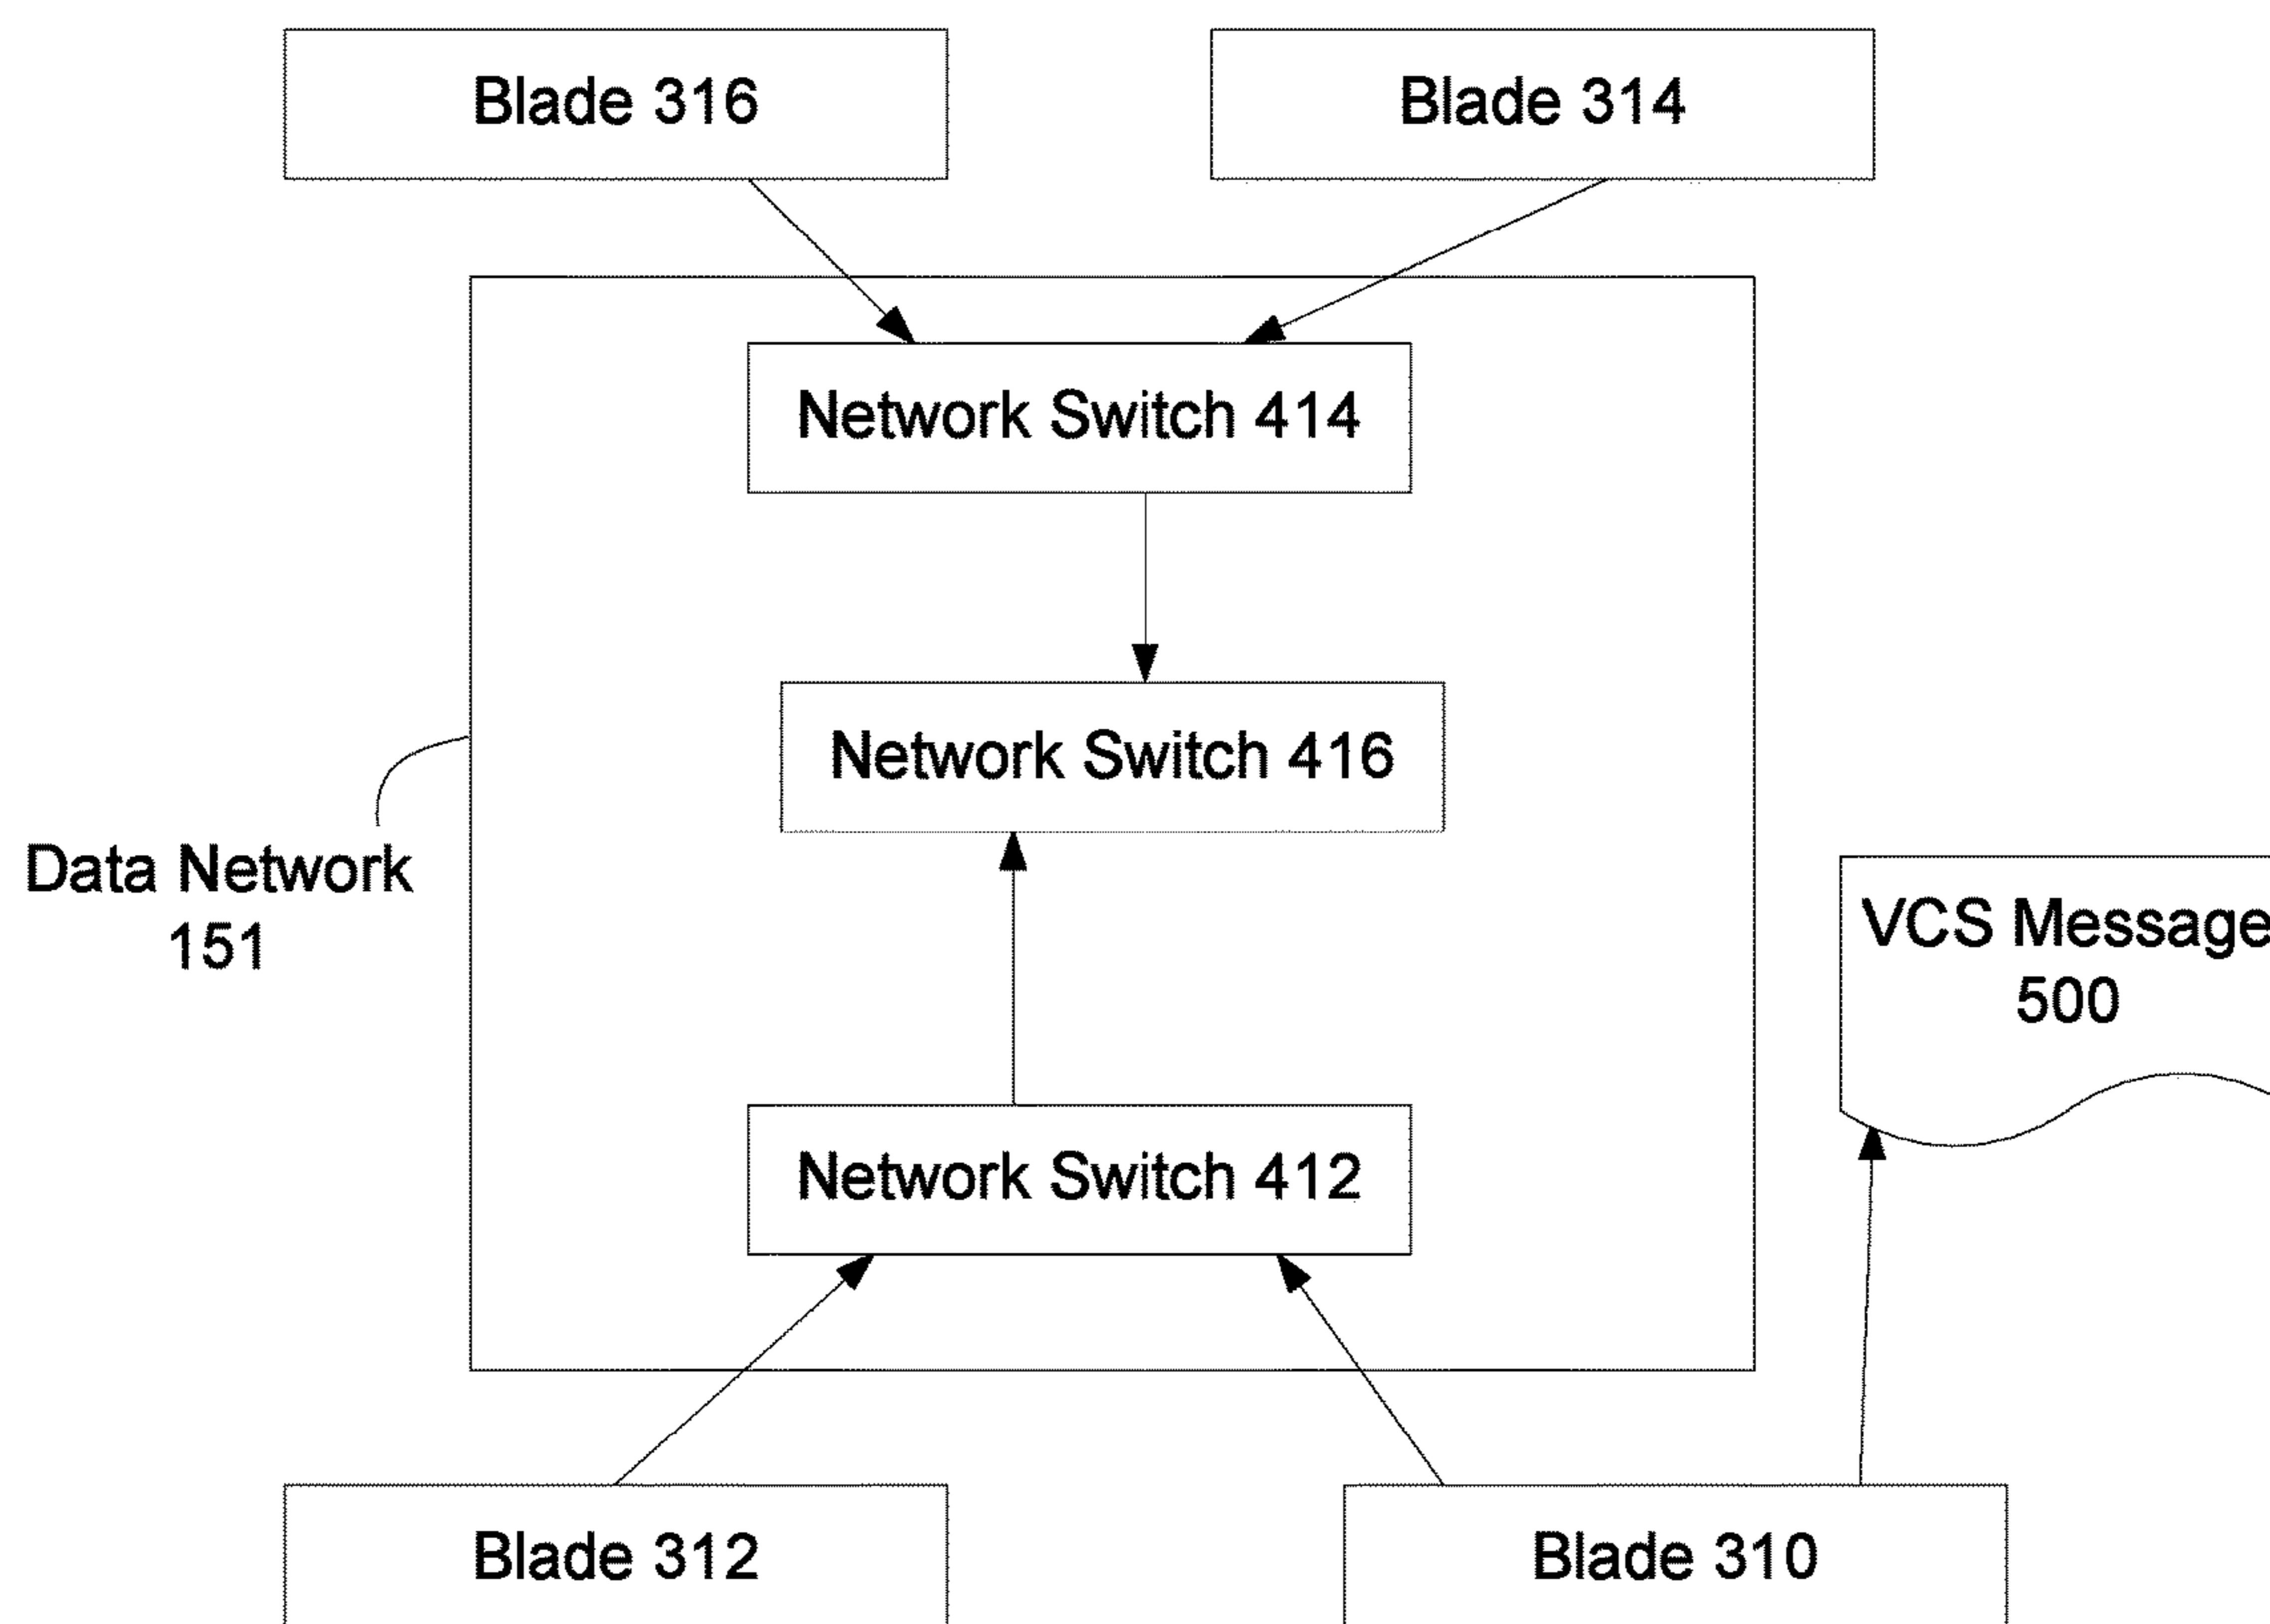 Blade 316
Blade 314
Network Switch 414
Network Switch 416
Data Network
151
VCS Message
500
Network Switch 412
Blade 312
Blade 310